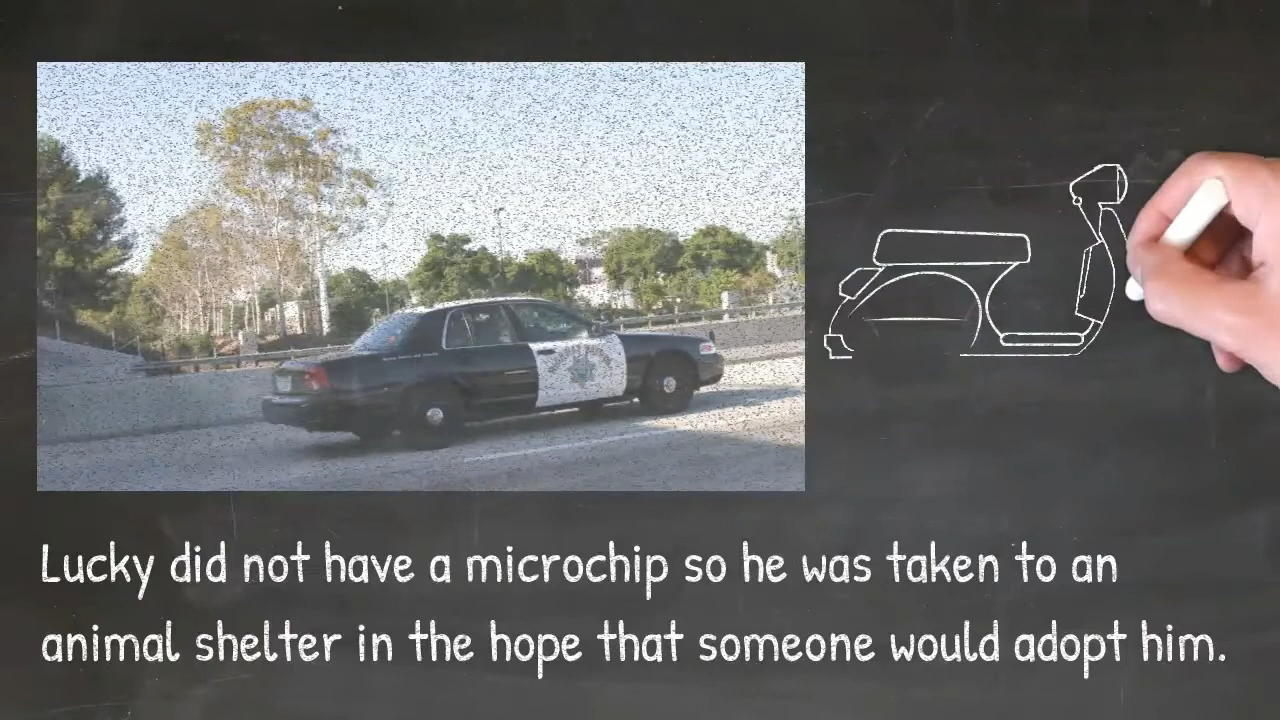 Lucky did not have a microchip so he was taken to an
animal shelter in the hope that someone would adopt him.